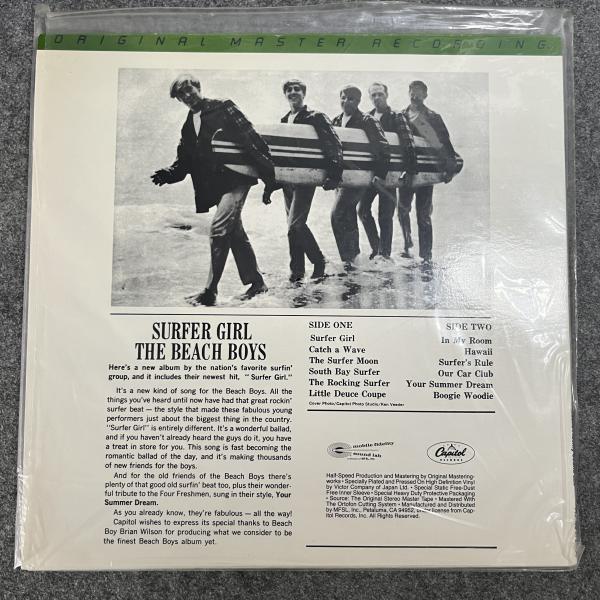 ORIGINAL MASTER RECORDING
SURFER GIRL
THE BEACH BOYS
Here's a new album by the nation's favorite surfin'
group, and it includes their newest hit, "Surfer Girl."
It's a new kind of song for the Beach Boys. All the
things you've heard until now have had that great rockin'
surfer beat — the style that made these fabulous young
performers just about the biggest thing in the country.
"Surfer Girl" is entirely different. It's a wonderful ballad,
and if you haven't already heard the guys do it, you have
a treat in store for you. This song is fast becoming the
romantic ballad of the day, and it's making thousands
of new friends for the boys.
And for the old friends of the Beach Boys there's
plenty of that good old surfin' beat too, plus their wonder-
ful tribute to the Four Freshmen, sung in their style, Your
Summer Dream.
As you already know, they're fabulous — all the way!
Capitol wishes to express its special thanks to Beach
Boy Brian Wilson for producing what we consider to be
the finest Beach Boys album yet.
SIDE ONE
Surfer Girl
Catch a Wave
The Surfer Moon
South Bay Surfer
The Rocking Surfer
Little Deuce Coupe
Cover Photo/Capitol Photo Studio/Ken Veeder
SIDE TWO
In My Room
Hawaii
Surfer's Rule
Our Car Club
Your Summer Dream
Boogie Woodie
mobile fidelity
sound lab
Capitol
RECORDS
Half-Speed Production and Mastering by Original Mastering-
works • Specially Plated and Pressed On High Definition Vinyl
by Victor Company of Japan Ltd. • Special Static Free-Dust
Free Inner Sleeve • Special Heavy Duty Protective Packaging
• Source: The Original Stereo Master Tape • Mastered With
The Ortofon Cutting System • Manufactured and Distributed
by MFSL, Inc., Petaluma, CA 94952, under license from Cap-
itol Records, Inc. All Rights Reserved.